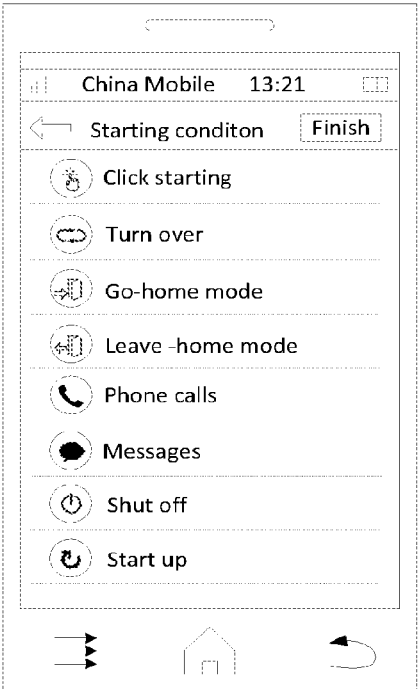 China Mobile 13:21
Starting conditon Finish
Click starting
Turn over
Go-home mode
Leave -home mode
Phone calls
Messages
Shut off
Start up